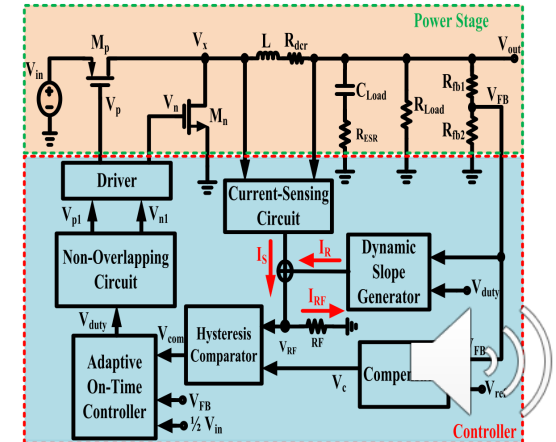 Power Stage
Mp
Vx
L
Rdcr
Vout
Vin
Vp
Vn
Mn
CLoad
RESR
RLoad
Rfb1
VFB
Rfb2
Driver
Current-Sensing
Circuit
Vp1
Vn1
Non-Overlapping
Circuit
IS
IR
Dynamic
Slope
Generator
Vduty
IRF
Vduty
Vcom
Hysteresis
Comparator
VRF
RF
Adaptive
On-Time
Controller
VFB
½ Vin
Vc
VFB
Controller